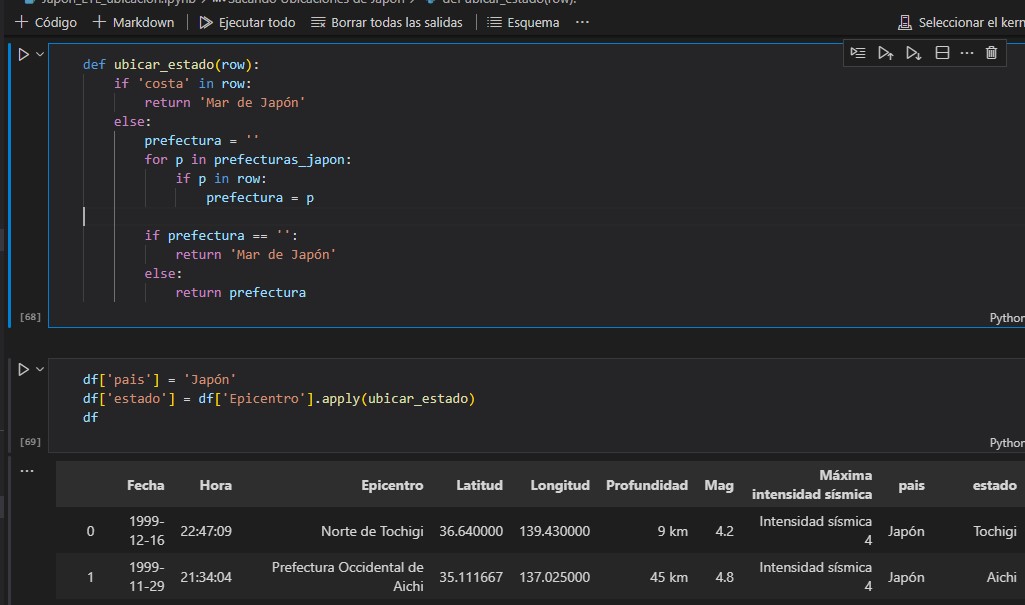 Japon_ETL_ubicacion.ipynb > M↓ Sacando Ubicaciones de Japón > def ubicar_estado(row):
+ Código + Markdown | Ejecutar todo Borrar todas las salidas | Esquema ...
Seleccionar el kern
def ubicar_estado(row):
if 'costa' in row:
return 'Mar de Japón'
else:
prefectura = ''
for p in prefecturas_japon:
if p in row:
prefectura = p
if prefectura == '':
return 'Mar de Japón'
else:
return prefectura
[68]
Python
df['pais'] = 'Japón'
df['estado'] = df['Epicentro'].apply(ubicar_estado)
df
[69]
Python
...
Fecha Hora Epicentro Latitud Longitud Profundidad Mag Máxima intensidad sísmica pais estado
0 1999-12-16 22:47:09 Norte de Tochigi 36.640000 139.430000 9 km 4.2 Intensidad sísmica 4 Japón Tochigi
1 1999-11-29 21:34:04 Prefectura Occidental de Aichi 35.111667 137.025000 45 km 4.8 Intensidad sísmica 4 Japón Aichi